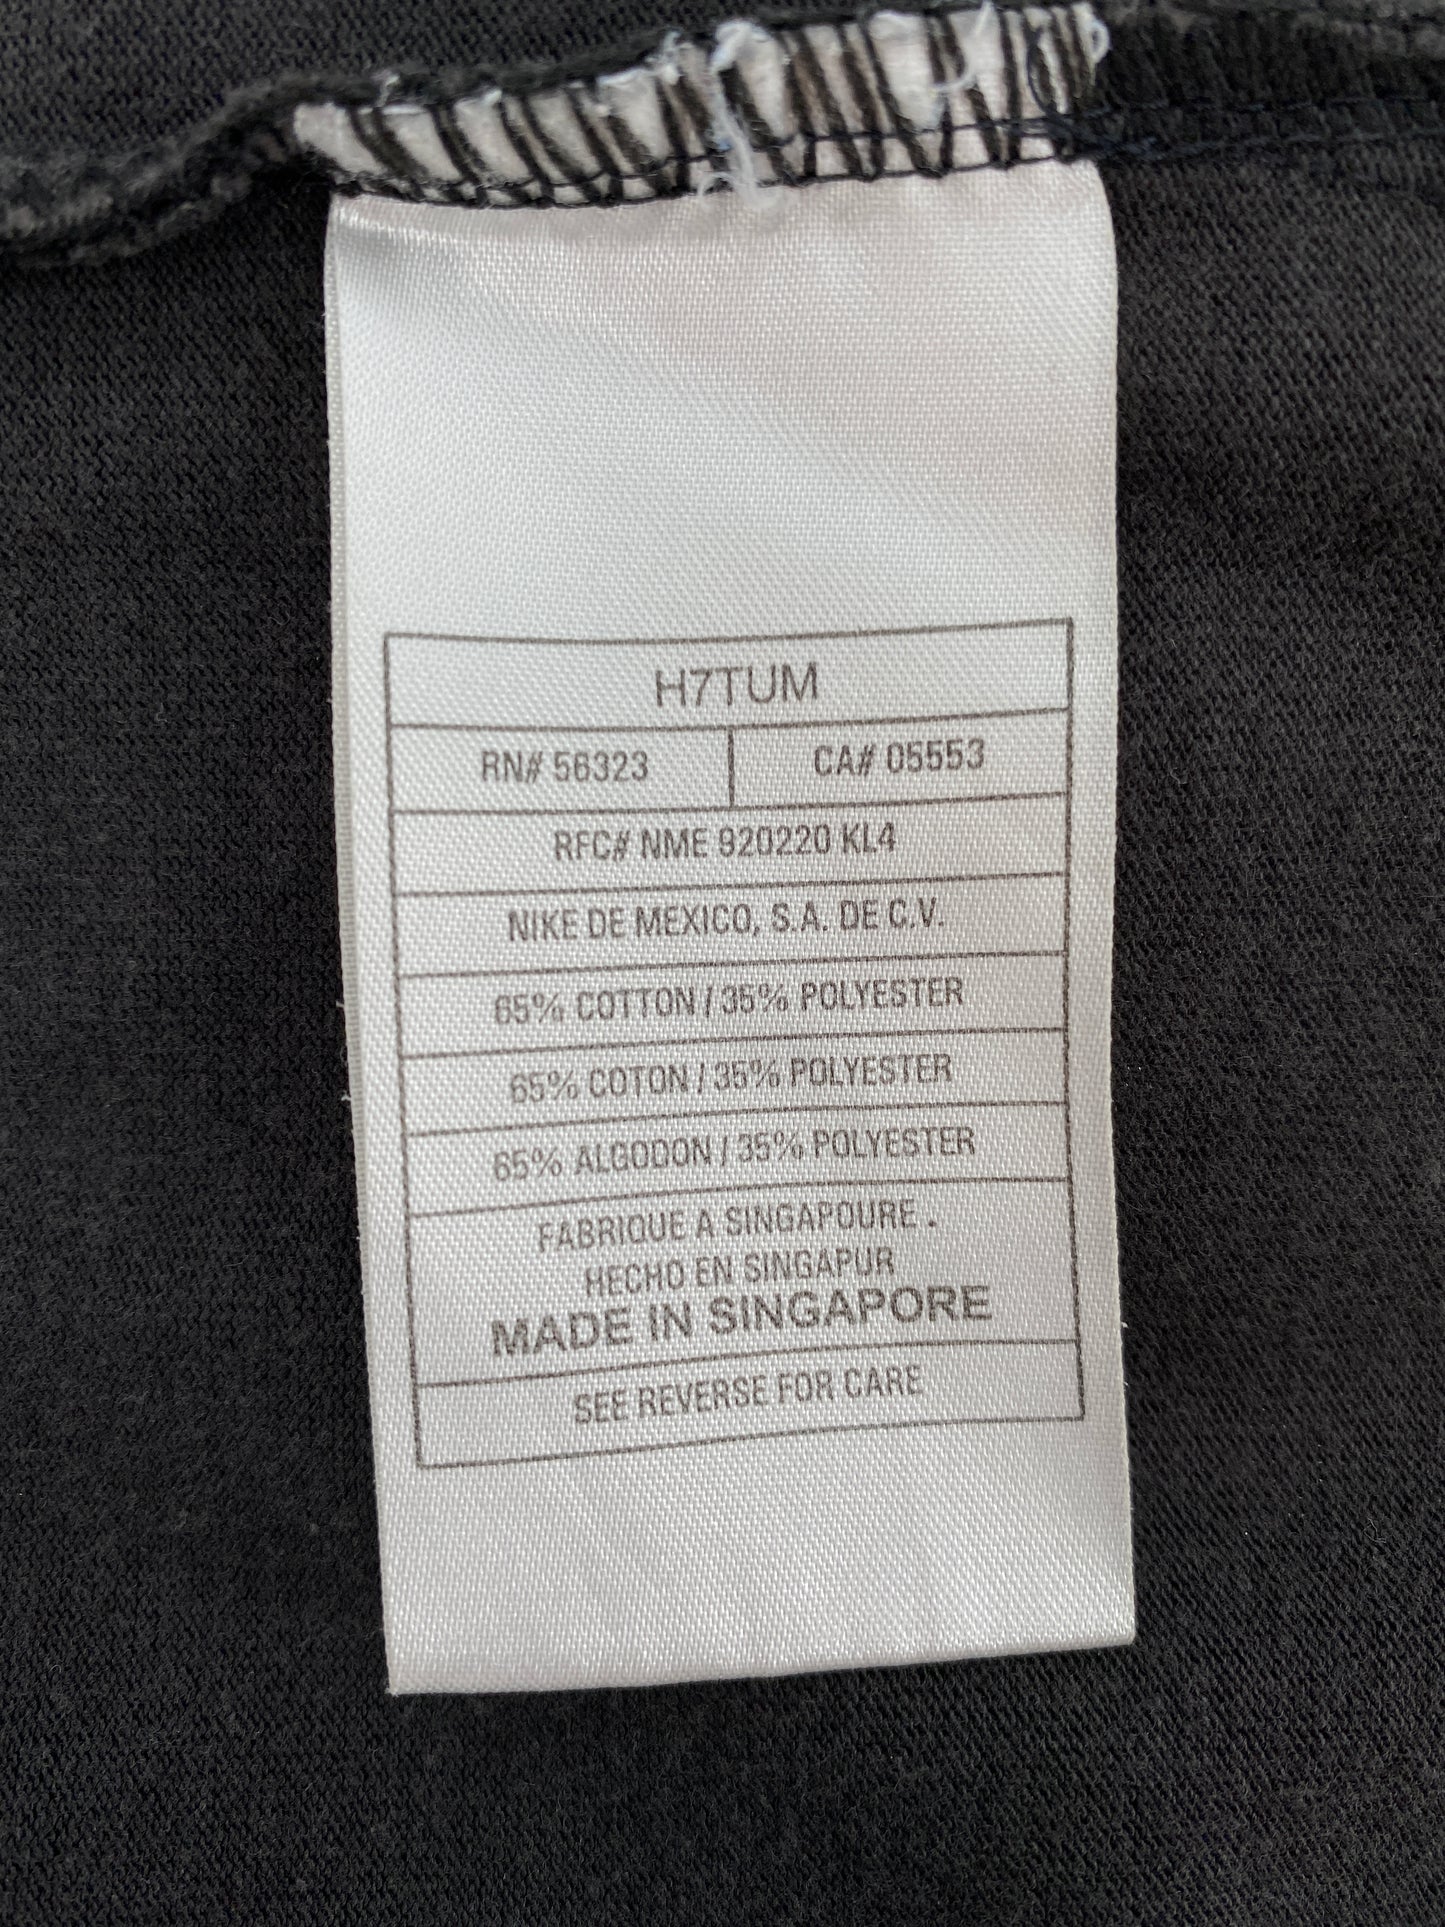 H7TUM
RN# 56323 CA# 05553
RFC# NME 920220 KL4
NIKE DE MEXICO, S.A. DE C.V.
65% COTTON / 35% POLYESTER
65% COTON / 35% POLYESTER
65% ALGODON / 35% POLYESTER
FABRIQUE A SINGAPOURE .
HECHO EN SINGAPUR
MADE IN SINGAPORE
SEE REVERSE FOR CARE